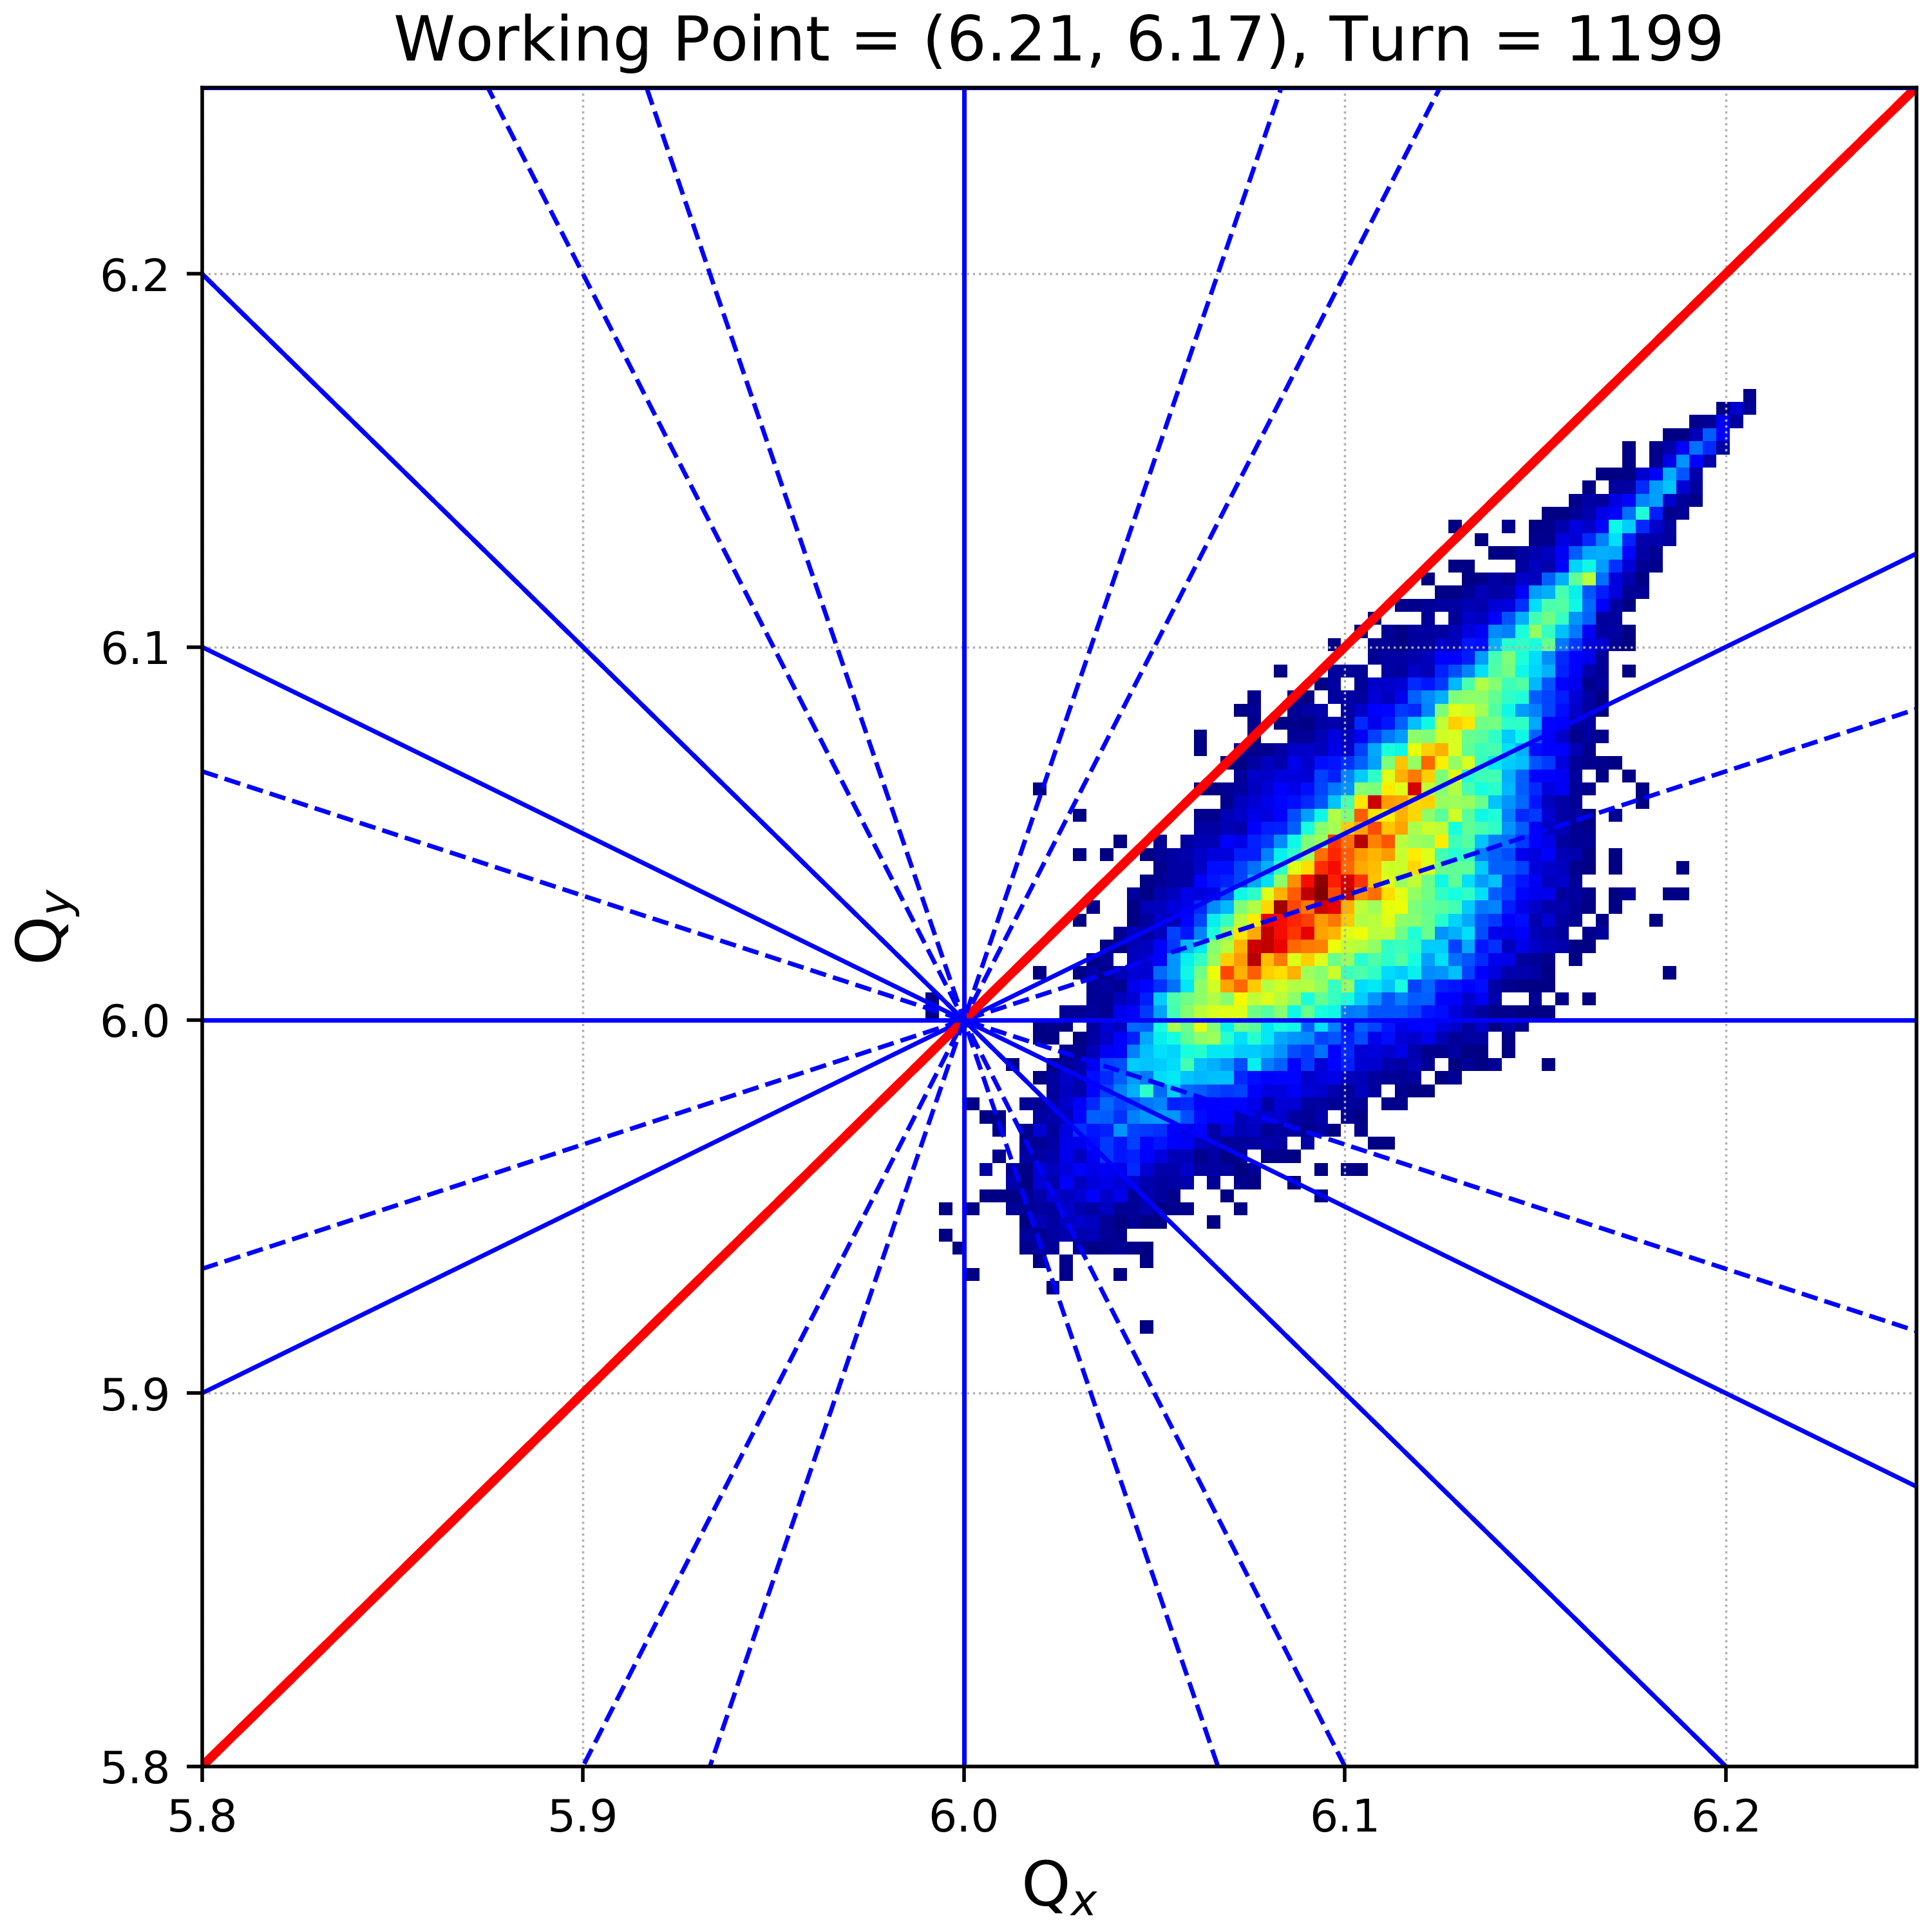 Working Point = (6.21, 6.17), Turn = 1199
6.2
6.1
6.0
5.9
5.8
Qy
5.8 5.9 6.0 6.1 6.2
Qx